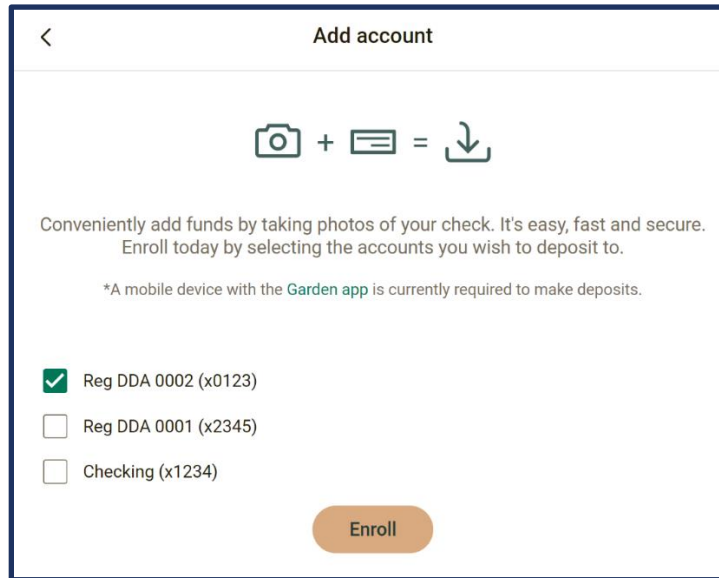 Add account
+ =
Conveniently add funds by taking photos of your check. It's easy, fast and secure.
Enroll today by selecting the accounts you wish to deposit to.
*A mobile device with the Garden app is currently required to make deposits.
Reg DDA 0002 (x0123)
Reg DDA 0001 (x2345)
Checking (x1234)
Enroll